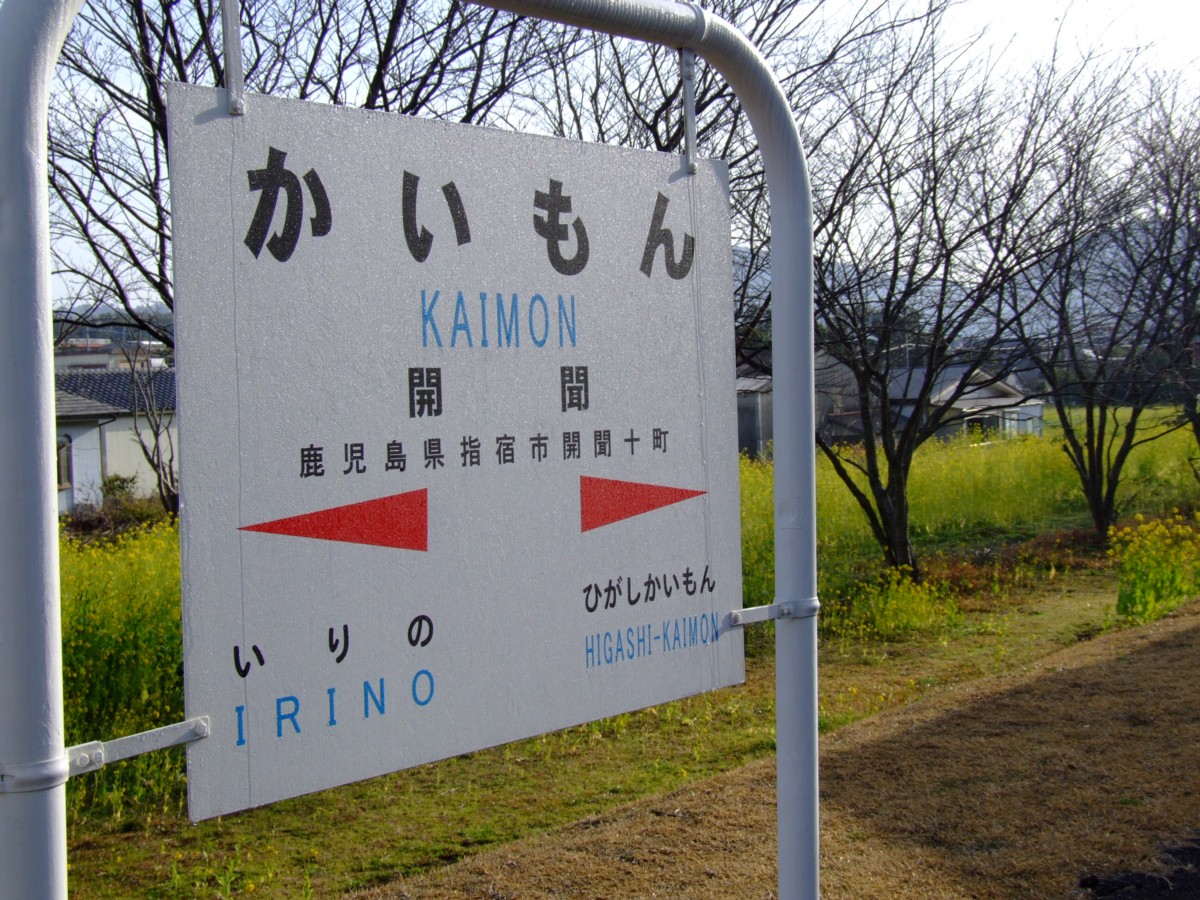 かいもん
KAIMON
開聞
鹿児島県指宿市開聞十町
いりの ひがしかいもん
IRINO HIGASHI-KAIMON